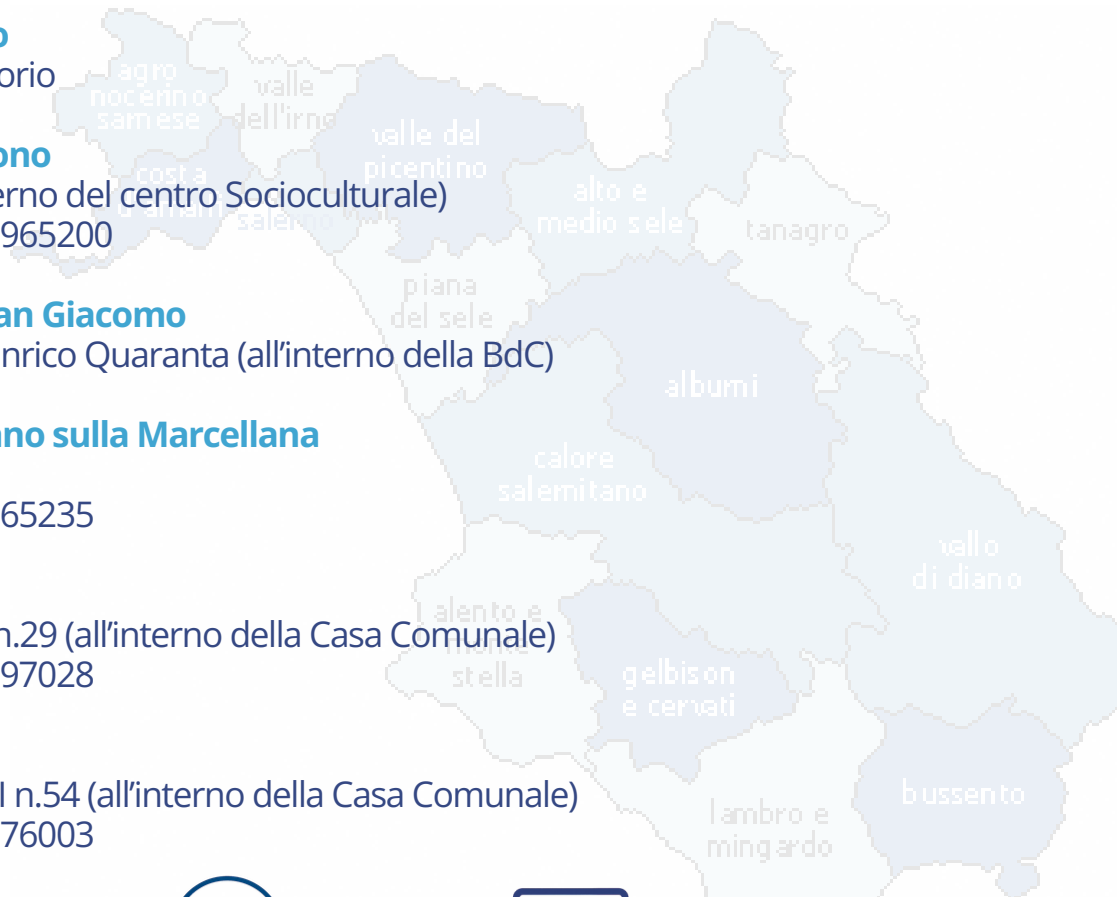 o
orio
ono
erno del centro Socioculturale)
965200
an Giacomo
nrico Quaranta (all'interno della BdC)
ano sulla Marcellana
65235
n.29 (all'interno della Casa Comunale)
97028
I n.54 (all'interno della Casa Comunale)
76003
agro
nocerino
sarnese
valle
dell'irno
valle del
picentino
costa
d'amalfi
salerno
alto e
medio sele
tanagro
piana
del sele
alburni
calore
salernitano
vallo
di diano
alento e
monte
stella
gelbison
e cervati
bussento
lambro e
mingardo